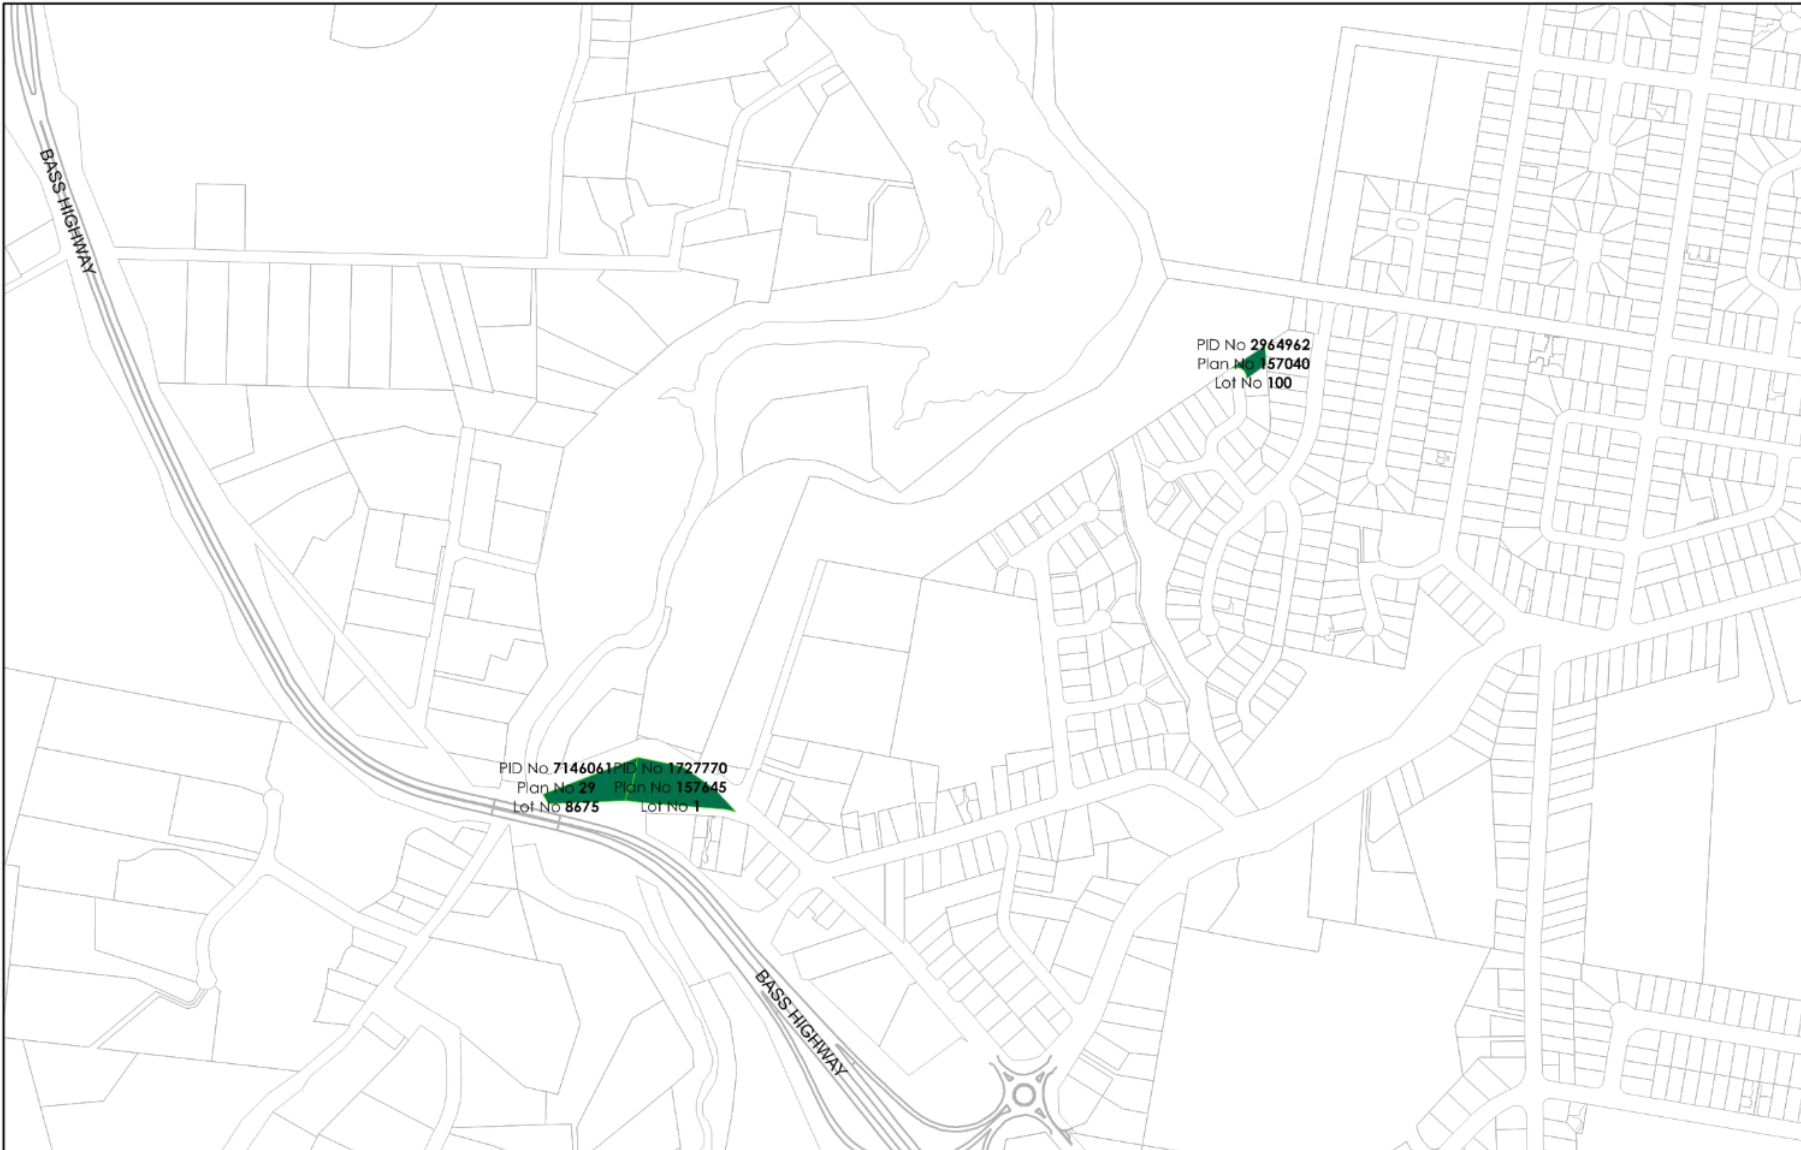 BASS HIGHWAY
PID No 2964962
Plan No 157040
Lot No 100
PID No 7146061
Plan No 29
Lot No 8675
PID No 1727770
Plan No 157645
Lot No 1
BASS HIGHWAY